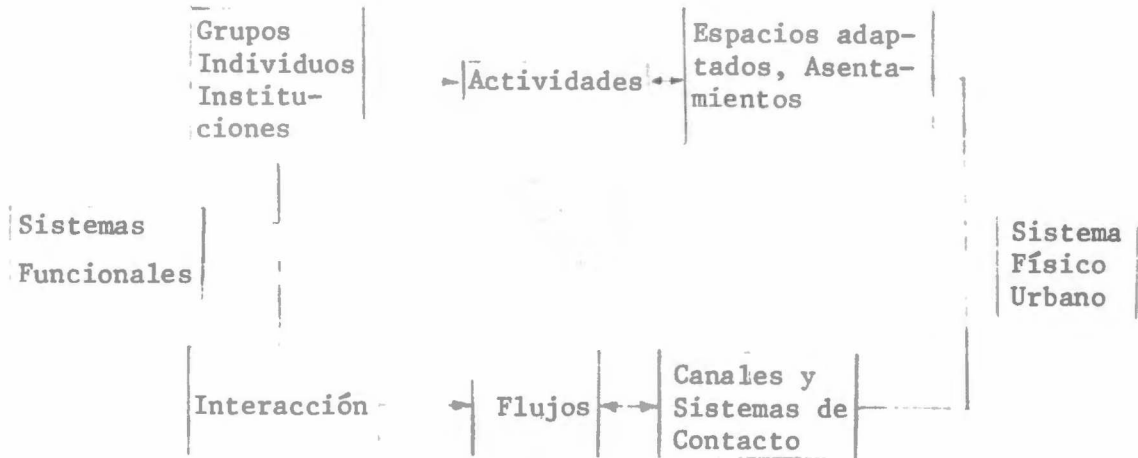 Grupos
Individuos
Institu-
ciones
Actividades
Espacios adap-
tados, Asenta-
mientos
Sistemas
Funcionales
Sistema
Físico
Urbano
Interacción
Flujos
Canales y
Sistemas de
Contacto